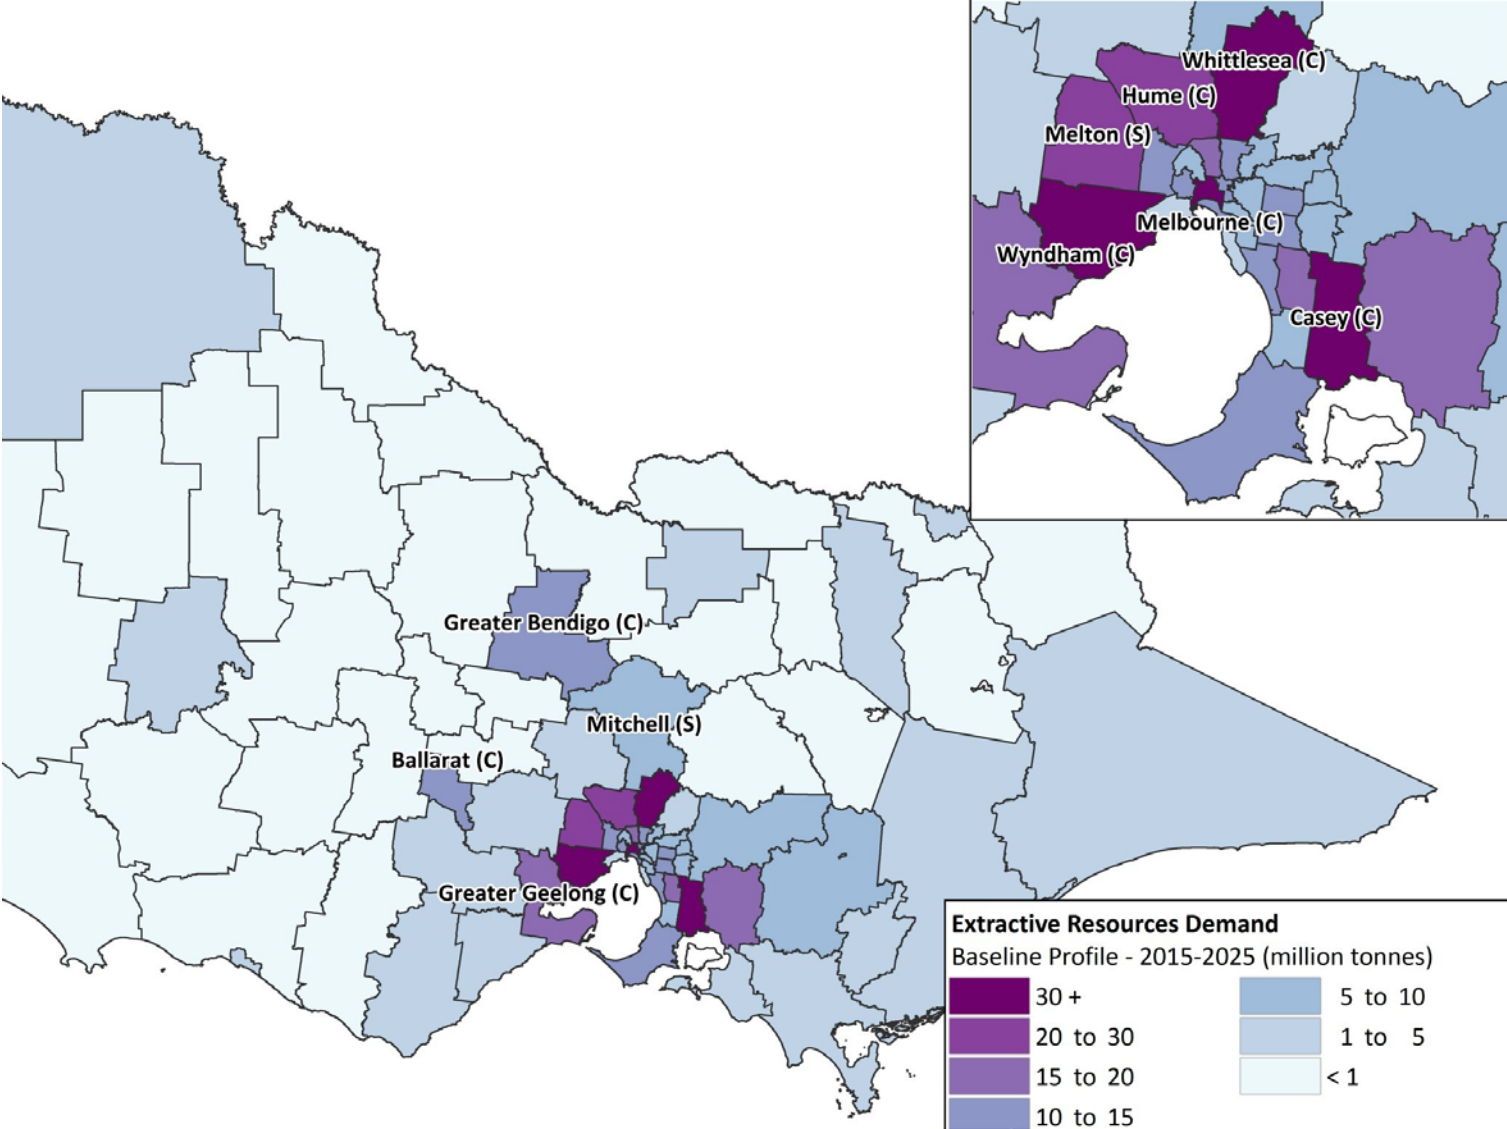 Whittlesea (C)
Hume (C)
Melton (S)
Melbourne (C)
Wyndham (C)
Casey (C)
Greater Bendigo (C)
Mitchell (S)
Ballarat (C)
Greater Geelong (C)
Extractive Resources Demand
Baseline Profile - 2015-2025 (million tonnes)
30 +
20 to 30
15 to 20
10 to 15
5 to 10
1 to 5
< 1